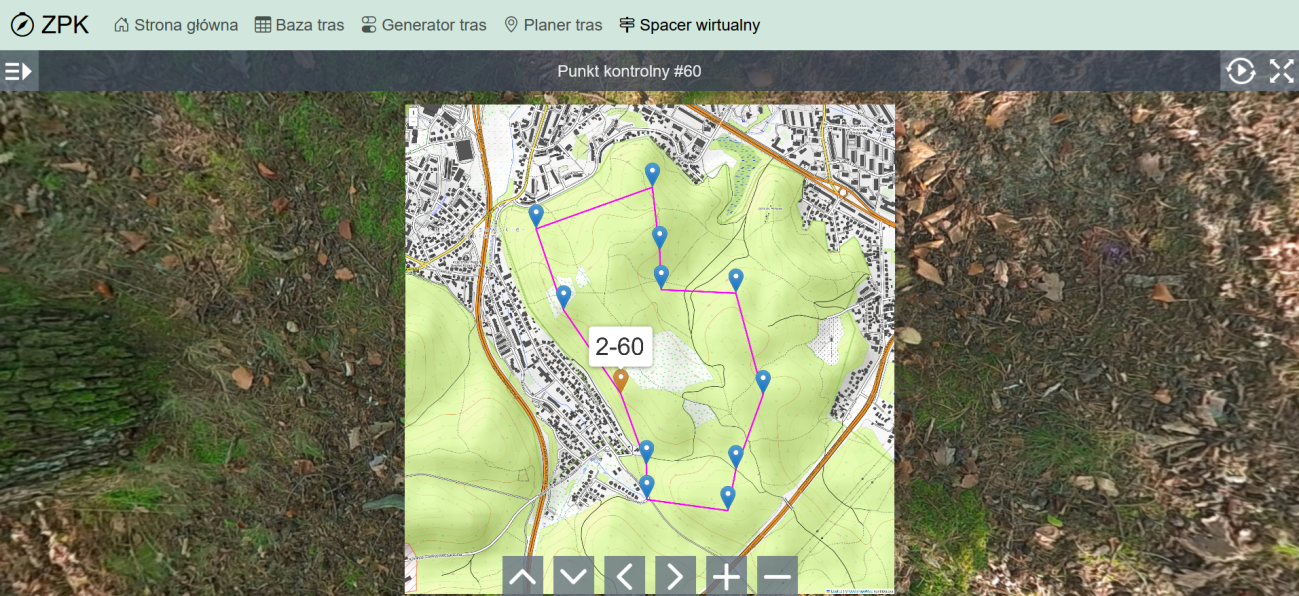 ZPK
Strona główna
Baza tras
Generator tras
Planer tras
Spacer wirtualny
Punkt kontrolny #60
2-60